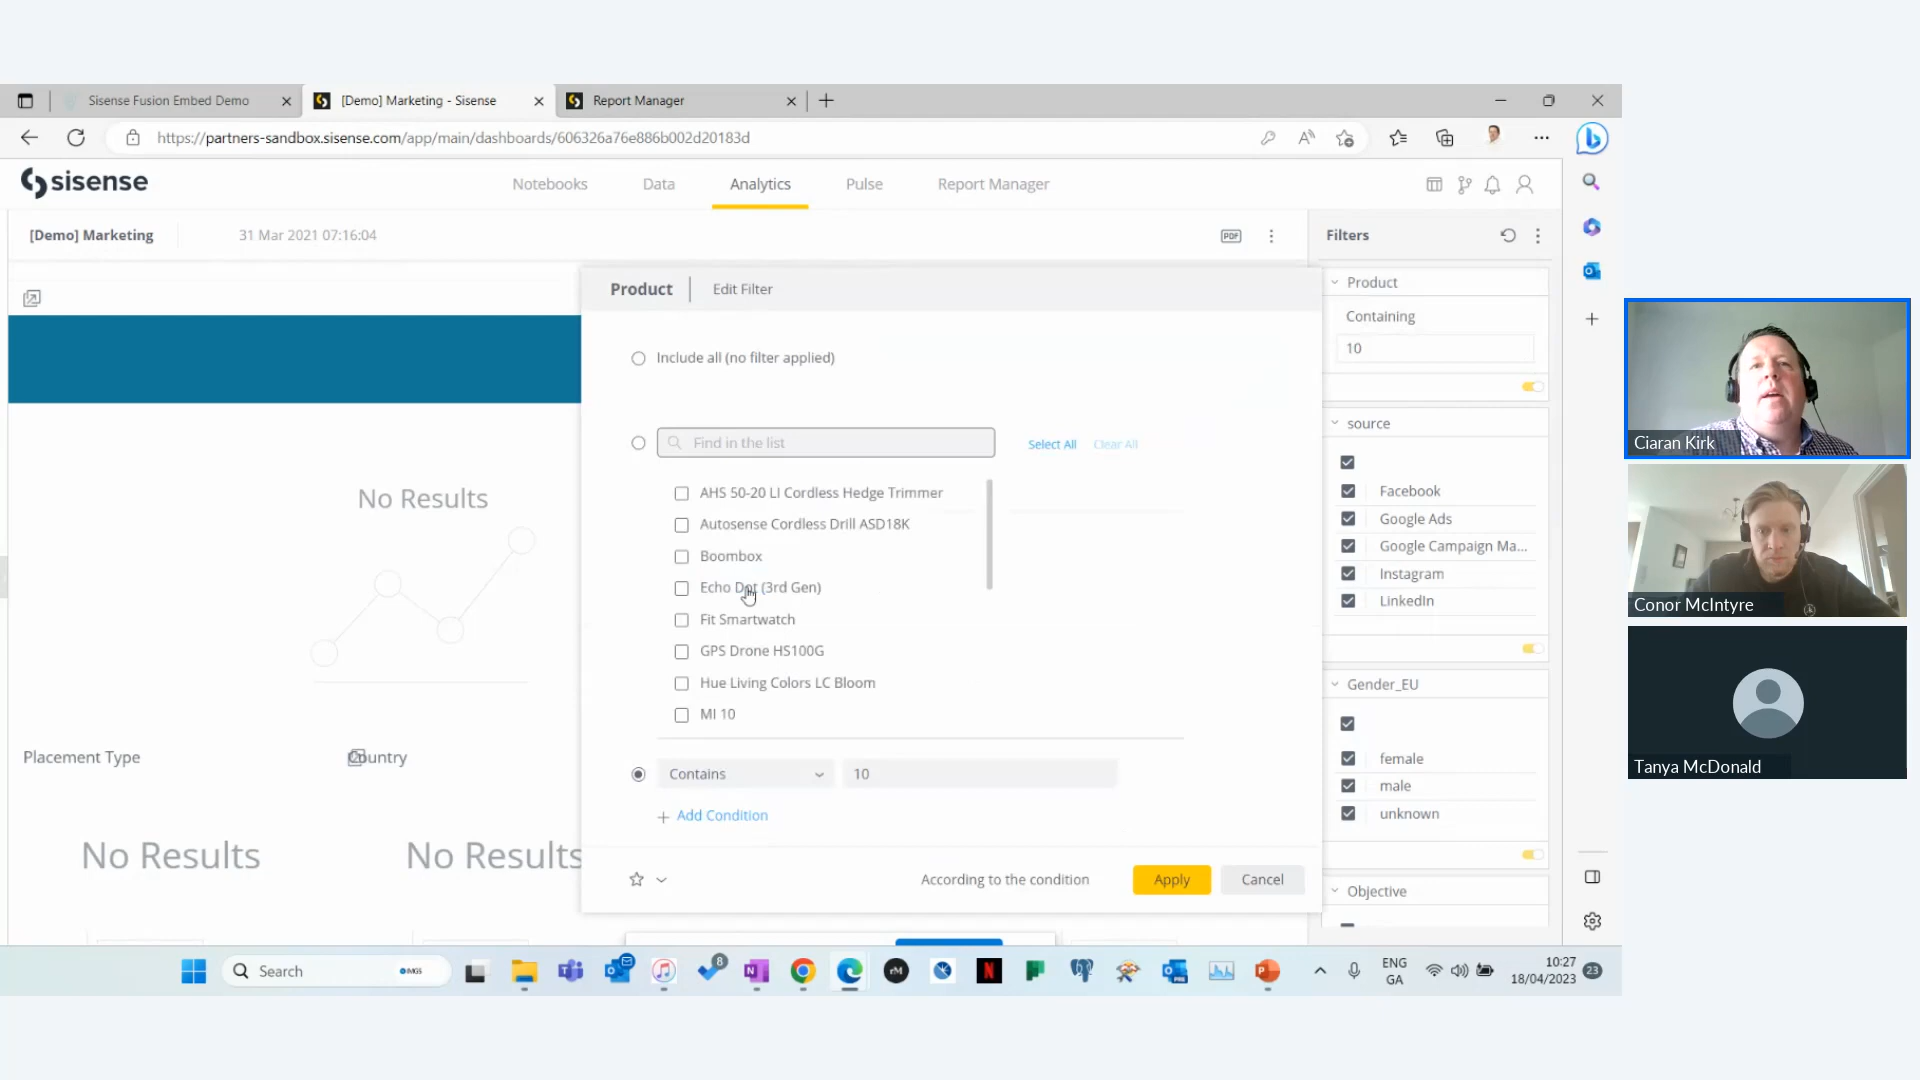 Sisense Fusion Embed Demo
[Demo] Marketing - Sisense
Report Manager
https://partners-sandbox.sisense.com/app/main/dashboards/606326a76e886b002d20183d
sisense
Notebooks
Data
Analytics
Pulse
Report Manager
[Demo] Marketing
31 Mar 2021 07:16:04
PDF
Filters
Product
Edit Filter
Include all (no filter applied)
Find in the list
Select All
Clear All
AHS 50-20 LI Cordless Hedge Trimmer
Autosense Cordless Drill ASD18K
Boombox
Echo Dot (3rd Gen)
Fit Smartwatch
GPS Drone HS100G
Hue Living Colors LC Bloom
MI 10
Contains
10
Add Condition
According to the condition
Apply
Cancel
No Results
Placement Type
Country
No Results
No Results
Product
Containing
10
source
Facebook
Google Ads
Google Campaign Ma...
Instagram
LinkedIn
Gender_EU
female
male
unknown
Objective
Ciaran Kirk
Conor McIntyre
Tanya McDonald
Search
8
rM
ENG
GA
10:27
18/04/2023
23